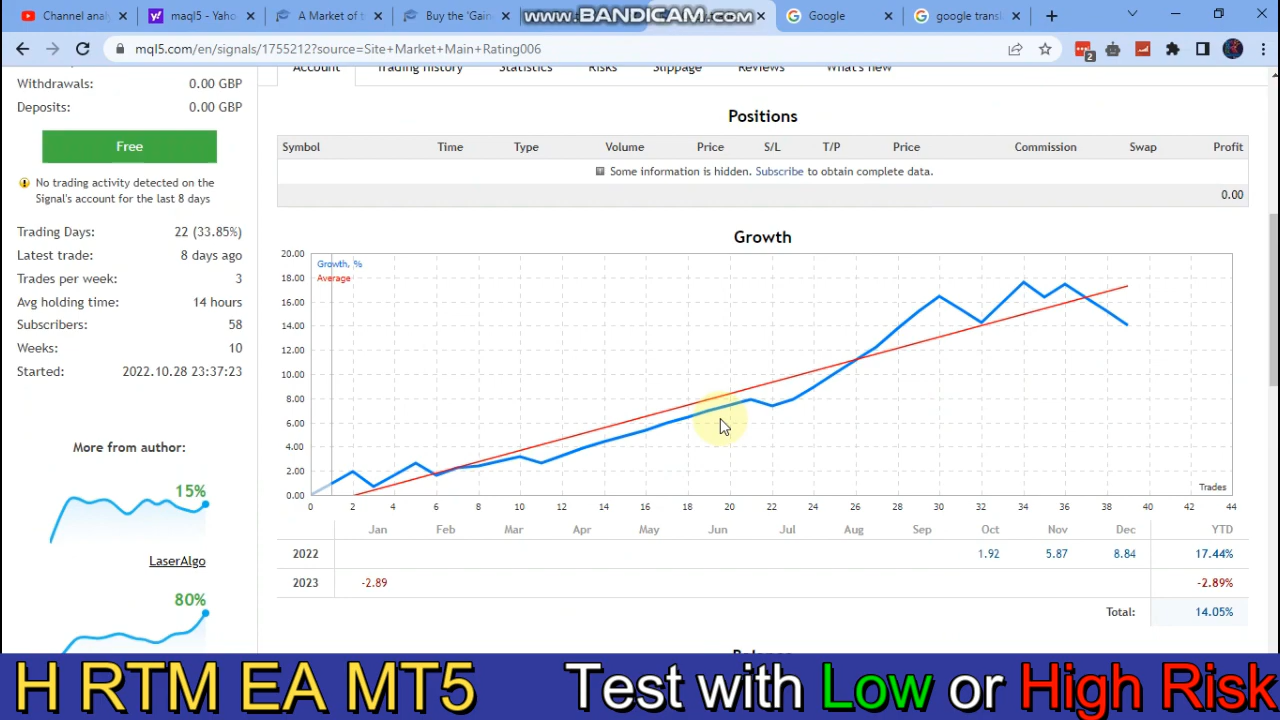 Channel analy
maql5 - Yaho
A Market of t
Buy the 'Gain
www.BANDICAM.com
Google
google transl
mql5.com/en/signals/1755212?source=Site+Market+Main+Rating006
2
Account Trading history Statistics Risks Slippage Reviews What's new
Withdrawals: 0.00 GBP
Deposits: 0.00 GBP
Free
No trading activity detected on the
Signal's account for the last 8 days
Trading Days: 22 (33.85%)
Latest trade: 8 days ago
Trades per week: 3
Avg holding time: 14 hours
Subscribers: 58
Weeks: 10
Started: 2022.10.28 23:37:23
More from author:
15%
LaserAlgo
80%
Positions
Symbol Time Type Volume Price S/L T/P Price Commission Swap Profit
Some information is hidden. Subscribe to obtain complete data.
0.00
Growth
Growth, %
Average
20.00
18.00
16.00
14.00
12.00
10.00
8.00
6.00
4.00
2.00
0.00
Trades
0 2 4 6 8 10 12 14 16 18 20 22 24 26 28 30 32 34 36 38 40 42 44
Jan Feb Mar Apr May Jun Jul Aug Sep Oct Nov Dec YTD
2022 1.92 5.87 8.84 17.44%
2023 -2.89 -2.89%
Total: 14.05%
H RTM EA MT5 Test with Low or High Risk